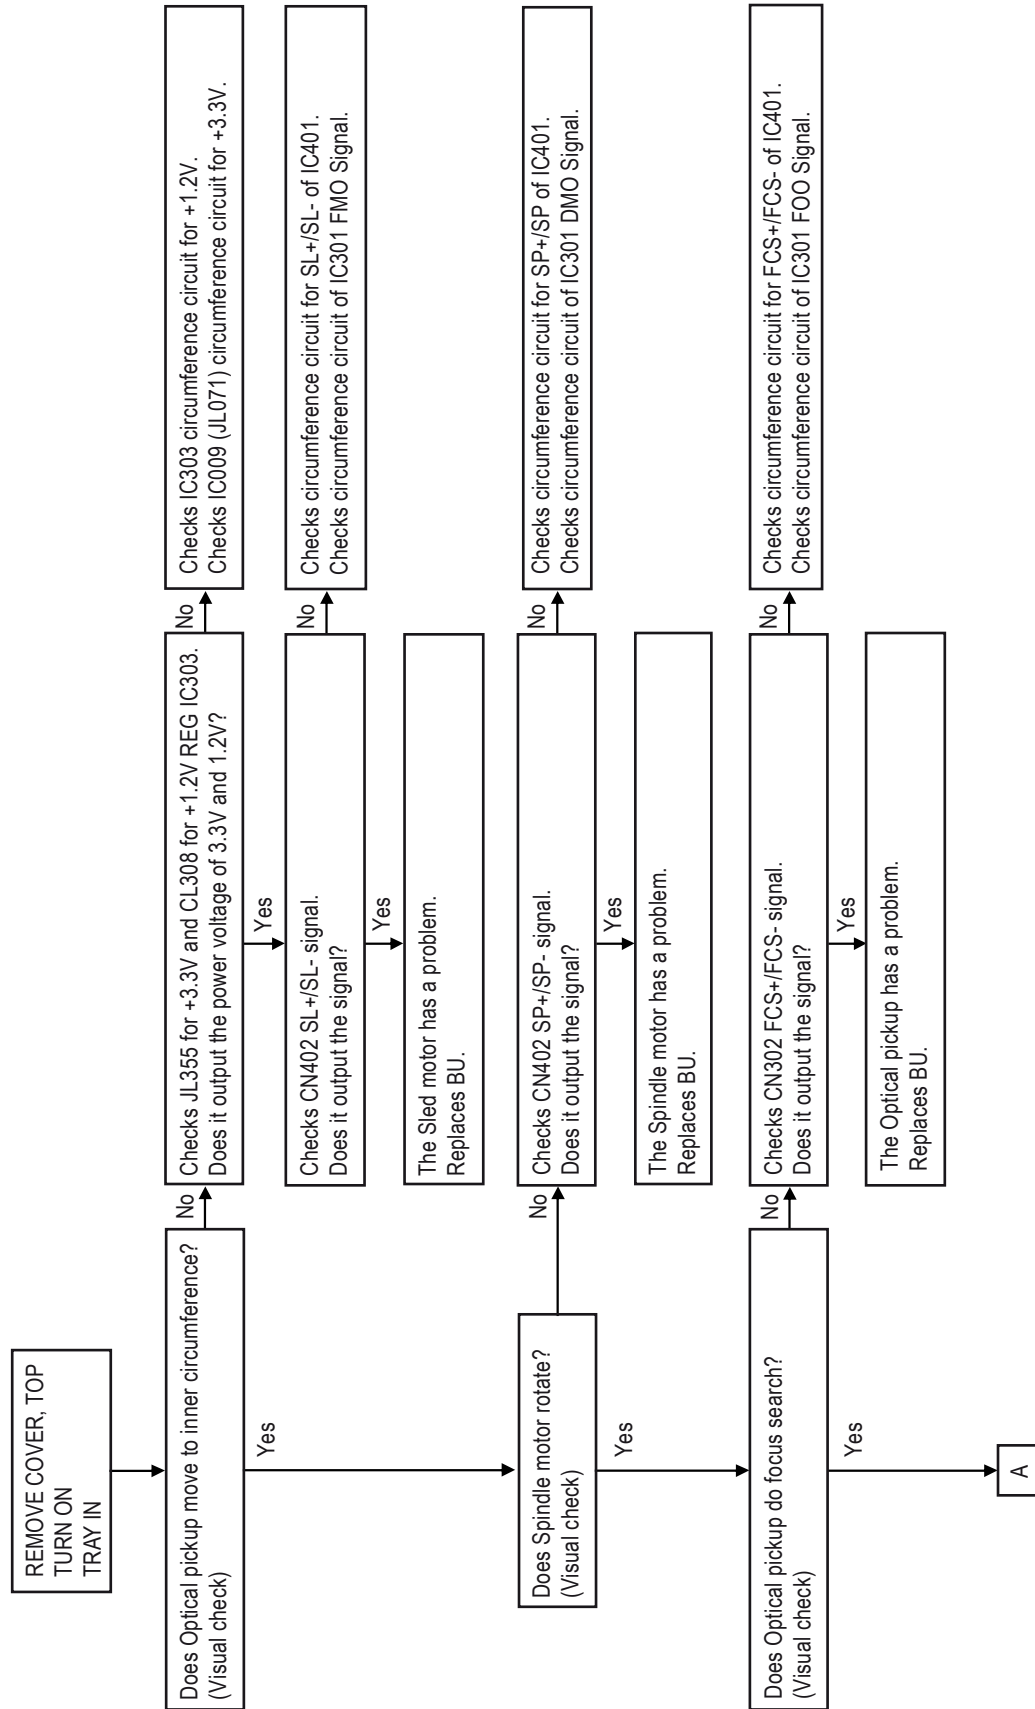 REMOVE COVER, TOP
TURN ON
TRAY IN
Does Optical pickup move to inner circumference?
(Visual check)
No
Checks JL355 for +3.3V and CL308 for +1.2V REG IC303.
Does it output the power voltage of 3.3V and 1.2V?
No
Checks IC303 circumference circuit for +1.2V.
Checks IC009 (JL071) circumference circuit for +3.3V.
Yes
Checks CN402 SL+/SL- signal.
Does it output the signal?
No
Checks circumference circuit for SL+/SL- of IC401.
Checks circumference circuit of IC301 FMO Signal.
Yes
The Sled motor has a problem.
Replaces BU.
Yes
Does Spindle motor rotate?
(Visual check)
No
Checks CN402 SP+/SP- signal.
Does it output the signal?
No
Checks circumference circuit for SP+/SP of IC401.
Checks circumference circuit of IC301 DMO Signal.
Yes
The Spindle motor has a problem.
Replaces BU.
Yes
Does Optical pickup do focus search?
(Visual check)
No
Checks CN302 FCS+/FCS- signal.
Does it output the signal?
No
Checks circumference circuit for FCS+/FCS- of IC401.
Checks circumference circuit of IC301 FOO Signal.
Yes
The Optical pickup has a problem.
Replaces BU.
Yes
A